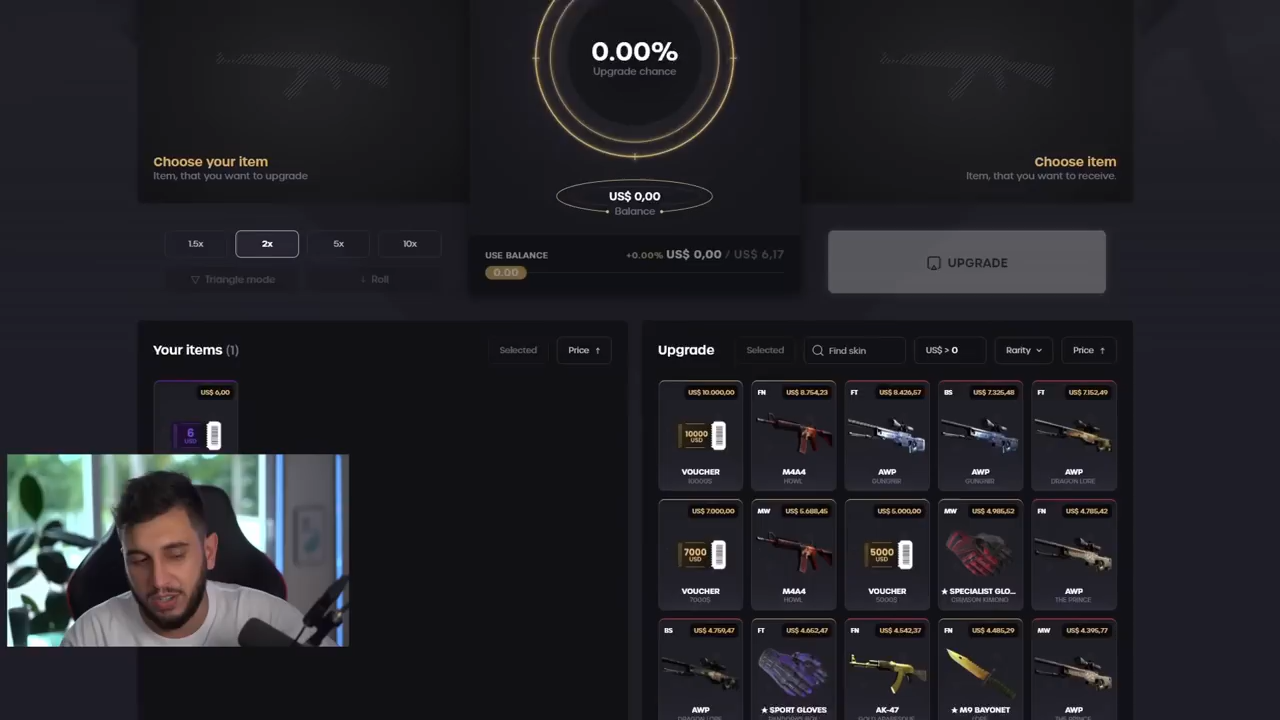 0.00%
Upgrade chance
Choose your item
Item, that you want to upgrade
Choose item
Item, that you want to receive.
US$ 0,00
Balance
1.5x
2x
5x
10x
Triangle mode
Roll
USE BALANCE
+0.00% US$ 0,00 / US$ 6,17
0.00
UPGRADE
Your items (1)
Selected
Price ↑
US$ 6,00
6
USD
Upgrade
Selected
Find skin
US$ > 0
Rarity
Price ↑
US$ 10.000,00
10000
USD
VOUCHER
10000$
FN
US$ 8.754,23
M4A4
HOWL
FT
US$ 8.426,57
AWP
GUNGNIR
BS
US$ 7.325,48
AWP
GUNGNIR
FT
US$ 7.152,49
AWP
DRAGON LORE
US$ 7.000,00
7000
USD
VOUCHER
7000$
MW
US$ 5.688,45
M4A4
HOWL
US$ 5.000,00
5000
USD
VOUCHER
5000$
MW
US$ 4.985,52
★ SPECIALIST GLO...
CRIMSON KIMONO
FN
US$ 4.785,42
AWP
THE PRINCE
BS
US$ 4.759,47
AWP
DRAGON LORE
FT
US$ 4.652,47
★ SPORT GLOVES
FN
US$ 4.542,37
AK-47
GOLD ARABESQUE
FN
US$ 4.485,29
★ M9 BAYONET
MW
US$ 4.395,77
AWP
THE PRINCE